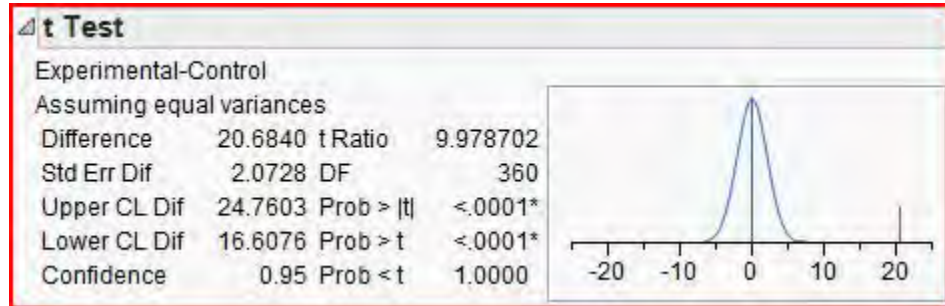 t Test
Experimental-Control
Assuming equal variances
Difference 20.6840 t Ratio 9.978702
Std Err Dif 2.0728 DF 360
Upper CL Dif 24.7603 Prob > |t| <.0001*
Lower CL Dif 16.6076 Prob > t <.0001*
Confidence 0.95 Prob < t 1.0000
-20 -10 0 10 20